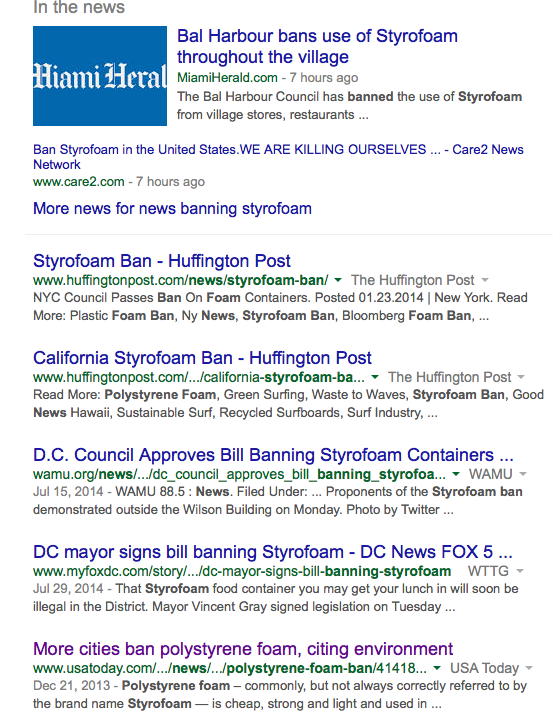 In the news
Miami Heral
Bal Harbour bans use of Styrofoam
throughout the village
MiamiHerald.com - 7 hours ago
The Bal Harbour Council has banned the use of Styrofoam
from village stores, restaurants ...
Ban Styrofoam in the United States.WE ARE KILLING OURSELVES ... - Care2 News
Network
www.care2.com - 7 hours ago
More news for news banning styrofoam
Styrofoam Ban - Huffington Post
www.huffingtonpost.com/news/styrofoam-ban/ The Huffington Post
NYC Council Passes Ban On Foam Containers. Posted 01.23.2014 | New York. Read
More: Plastic Foam Ban, Ny News, Styrofoam Ban, Bloomberg Foam Ban, ...
California Styrofoam Ban - Huffington Post
www.huffingtonpost.com/.../california-styrofoam-ba... The Huffington Post
Read More: Polystyrene Foam, Green Surfing, Waste to Waves, Styrofoam Ban, Good
News Hawaii, Sustainable Surf, Recycled Surfboards, Surf Industry, ...
D.C. Council Approves Bill Banning Styrofoam Containers ...
wamu.org/news/.../dc_council_approves_bill_banning_styrofoa... WAMU
Jul 15, 2014 - WAMU 88.5 : News. Filed Under: ... Proponents of the Styrofoam ban
demonstrated outside the Wilson Building on Monday. Photo by Twitter ...
DC mayor signs bill banning Styrofoam - DC News FOX 5 ...
www.myfoxdc.com/story/.../dc-mayor-signs-bill-banning-styrofoam WTTG
Jul 29, 2014 - That Styrofoam food container you may get your lunch in will soon be
illegal in the District. Mayor Vincent Gray signed legislation on Tuesday ...
More cities ban polystyrene foam, citing environment
www.usatoday.com/.../news/.../polystyrene-foam-ban/41418... USA Today
Dec 21, 2013 - Polystyrene foam – commonly, but not always correctly referred to by
the brand name Styrofoam — is cheap, strong and light and used in ...